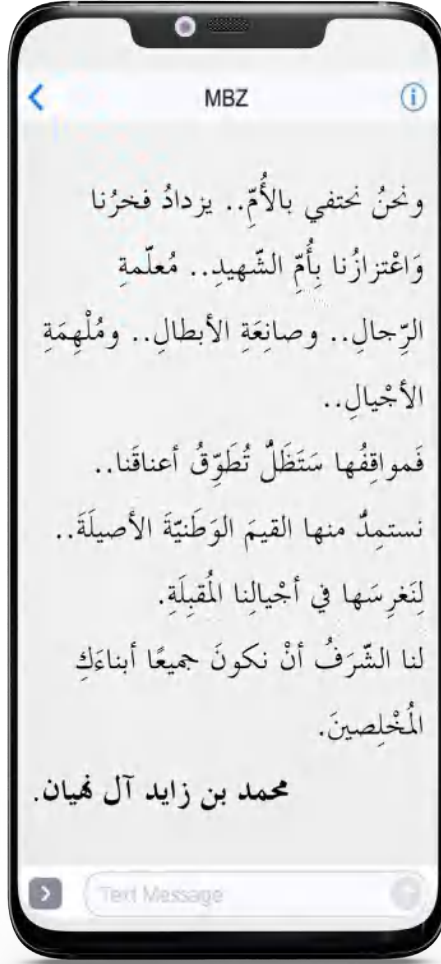 MBZ
ونحنُ نحتفي بالأُمِّ.. يزدادُ فخرُنا
وَاعْتزازُنا بِأُمِّ الشّهيدِ.. مُعلّمةِ
الرِّجالِ.. وصانِعَةِ الأبطالِ.. ومُلْهِمَةِ
الأجْيالِ..
فَمواقِفُها سَتَظَلُّ تُطَوِّقُ أعناقَنا..
نستمِدُّ منها القيمَ الوَطَنيّةَ الأصيلَةَ..
لِنَغرِسَها في أجْيالِنا المُقبِلَةِ.
لنا الشّرَفُ أنْ نكونَ جميعًا أبناءَكِ
المُخْلِصينَ.
محمد بن زايد آل نهيان.
Text Message